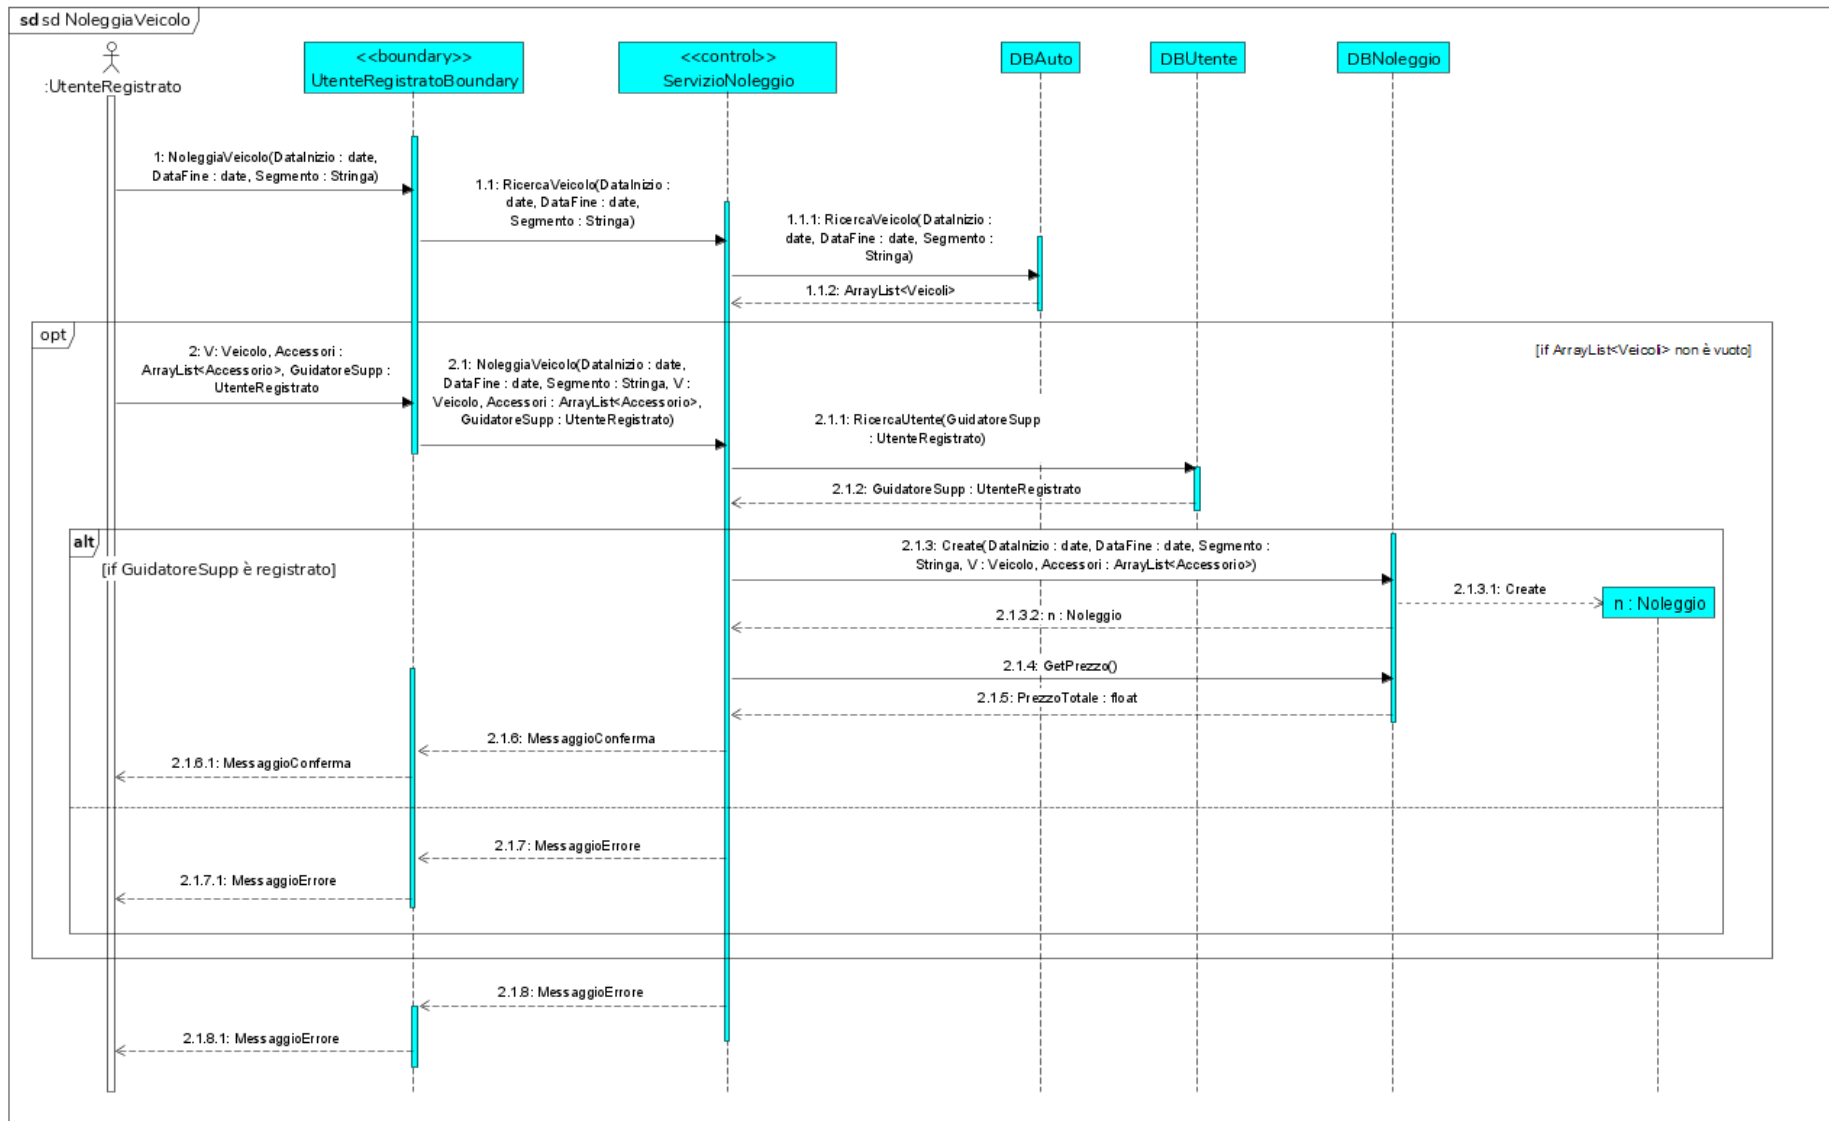 sd sd NoleggiaVeicolo
:UtenteRegistrato
<<boundary>>
UtenteRegistratoBoundary
<<control>>
ServizioNoleggio
DBAuto
DBUtente
DBNoleggio
1: NoleggiaVeicolo(DataInizio : date,
DataFine : date, Segmento : Stringa)
1.1: RicercaVeicolo(DataInizio :
date, DataFine : date,
Segmento : Stringa)
1.1.1: RicercaVeicolo(DataInizio :
date, DataFine : date, Segmento :
Stringa)
1.1.2: ArrayList<Veicoli>
opt
[if ArrayList<Veicoli> non è vuoto]
2: V: Veicolo, Accessori :
ArrayList<Accessorio>, GuidatoreSupp :
UtenteRegistrato
2.1: NoleggiaVeicolo(DataInizio : date,
DataFine : date, Segmento : Stringa, V :
Veicolo, Accessori : ArrayList<Accessorio>,
GuidatoreSupp : UtenteRegistrato)
2.1.1: RicercaUtente(GuidatoreSupp
: UtenteRegistrato)
2.1.2: GuidatoreSupp : UtenteRegistrato
alt
[if GuidatoreSupp è registrato]
2.1.3: Create(DataInizio : date, DataFine : date, Segmento :
Stringa, V : Veicolo, Accessori : ArrayList<Accessorio>)
2.1.3.1: Create
n : Noleggio
2.1.3.2: n : Noleggio
2.1.4: GetPrezzo()
2.1.5: PrezzoTotale : float
2.1.6: MessaggioConferma
2.1.6.1: MessaggioConferma
2.1.7: MessaggioErrore
2.1.7.1: MessaggioErrore
2.1.8: MessaggioErrore
2.1.8.1: MessaggioErrore